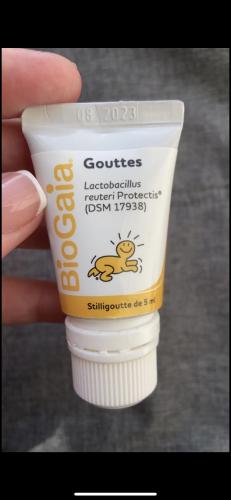 08 2023
BioGaia®
Gouttes
Lactobacillus
reuteri Protectis®
(DSM 17938)
Stilligoutte de 5 ml